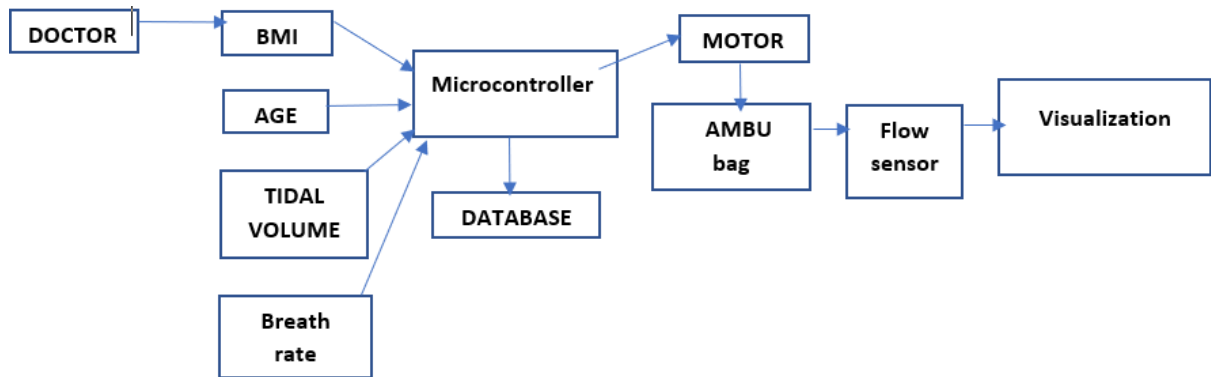 DOCTOR
BMI
AGE
TIDAL
VOLUME
Breath
rate
Microcontroller
DATABASE
MOTOR
AMBU
bag
Flow
sensor
Visualization